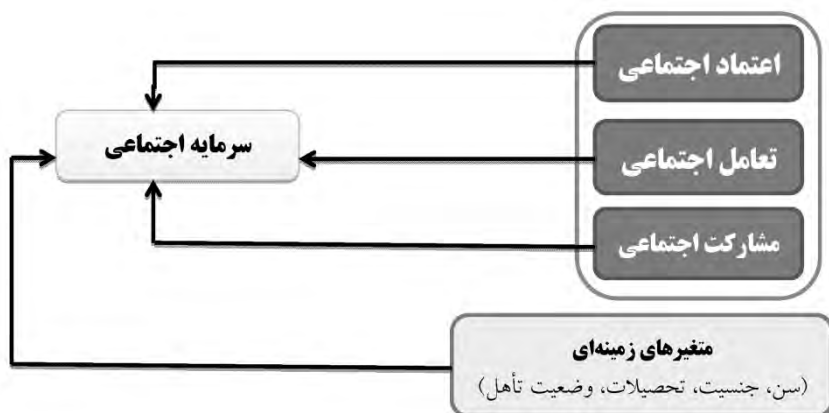 اعتماد اجتماعی
سرمایه اجتماعی
تعامل اجتماعی
مشارکت اجتماعی
متغیرهای زمینه‌ای
(سن، جنسیت، تحصیلات، وضعیت تأهل)